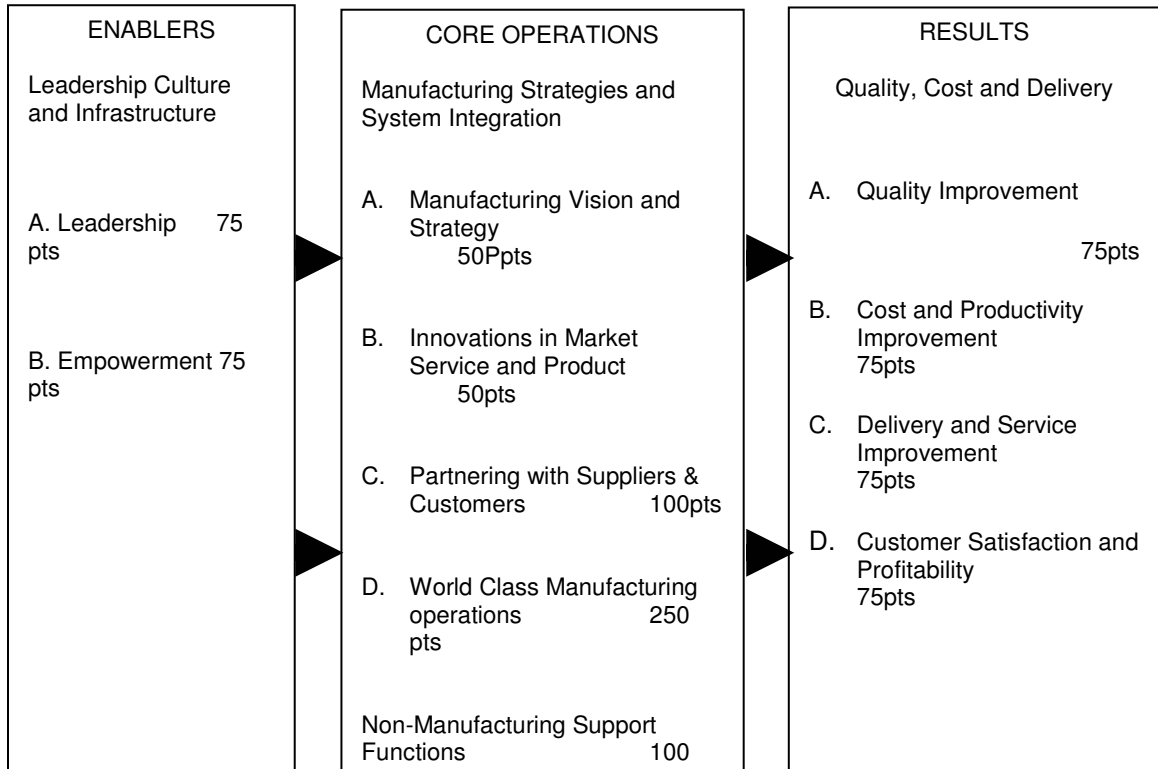 ENABLERS
Leadership Culture
and Infrastructure
A. Leadership 75
pts
B. Empowerment 75
pts
CORE OPERATIONS
Manufacturing Strategies and
System Integration
A. Manufacturing Vision and
Strategy
50Ppts
B. Innovations in Market
Service and Product
50pts
C. Partnering with Suppliers &
Customers 100pts
D. World Class Manufacturing
operations 250
pts
Non-Manufacturing Support
Functions 100
RESULTS
Quality, Cost and Delivery
A. Quality Improvement
75pts
B. Cost and Productivity
Improvement
75pts
C. Delivery and Service
Improvement
75pts
D. Customer Satisfaction and
Profitability
75pts